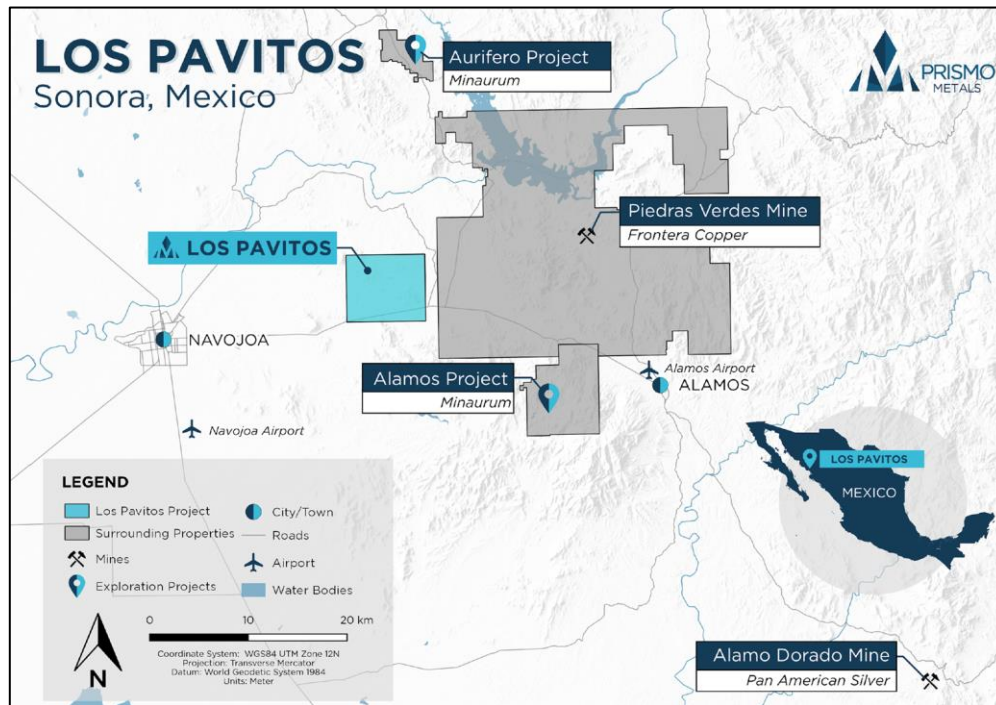 LOS PAVITOS
Sonora, Mexico
Aurifero Project
Minaurum
PRISMO
METALS
Piedras Verdes Mine
Frontera Copper
LOS PAVITOS
NAVOJOA
Alamos Project
Minaurum
Alamos Airport
ALAMOS
Navojoa Airport
LOS PAVITOS
MEXICO
LEGEND
Los Pavitos Project
City/Town
Surrounding Properties
Roads
Mines
Airport
Exploration Projects
Water Bodies
N
0 10 20 km
Coordinate System: WGS84 UTM Zone 12N
Projection: Transverse Mercator
Datum: World Geodetic System 1984
Units: Meter
Alamo Dorado Mine
Pan American Silver